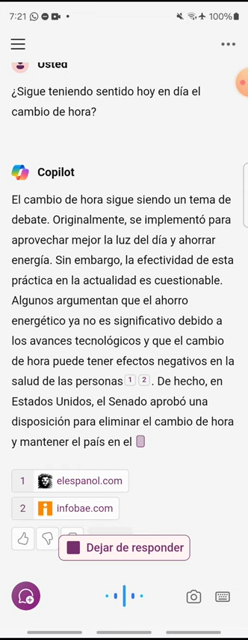 7:21
100%
Usted
¿Sigue teniendo sentido hoy en día el
cambio de hora?
Copilot
El cambio de hora sigue siendo un tema de
debate. Originalmente, se implementó para
aprovechar mejor la luz del día y ahorrar
energía. Sin embargo, la efectividad de esta
práctica en la actualidad es cuestionable.
Algunos argumentan que el ahorro
energético ya no es significativo debido a
los avances tecnológicos y que el cambio
de hora puede tener efectos negativos en la
salud de las personas 1 2 . De hecho, en
Estados Unidos, el Senado aprobó una
disposición para eliminar el cambio de hora
y mantener el país en el
1 elespanol.com
2 infobae.com
Dejar de responder